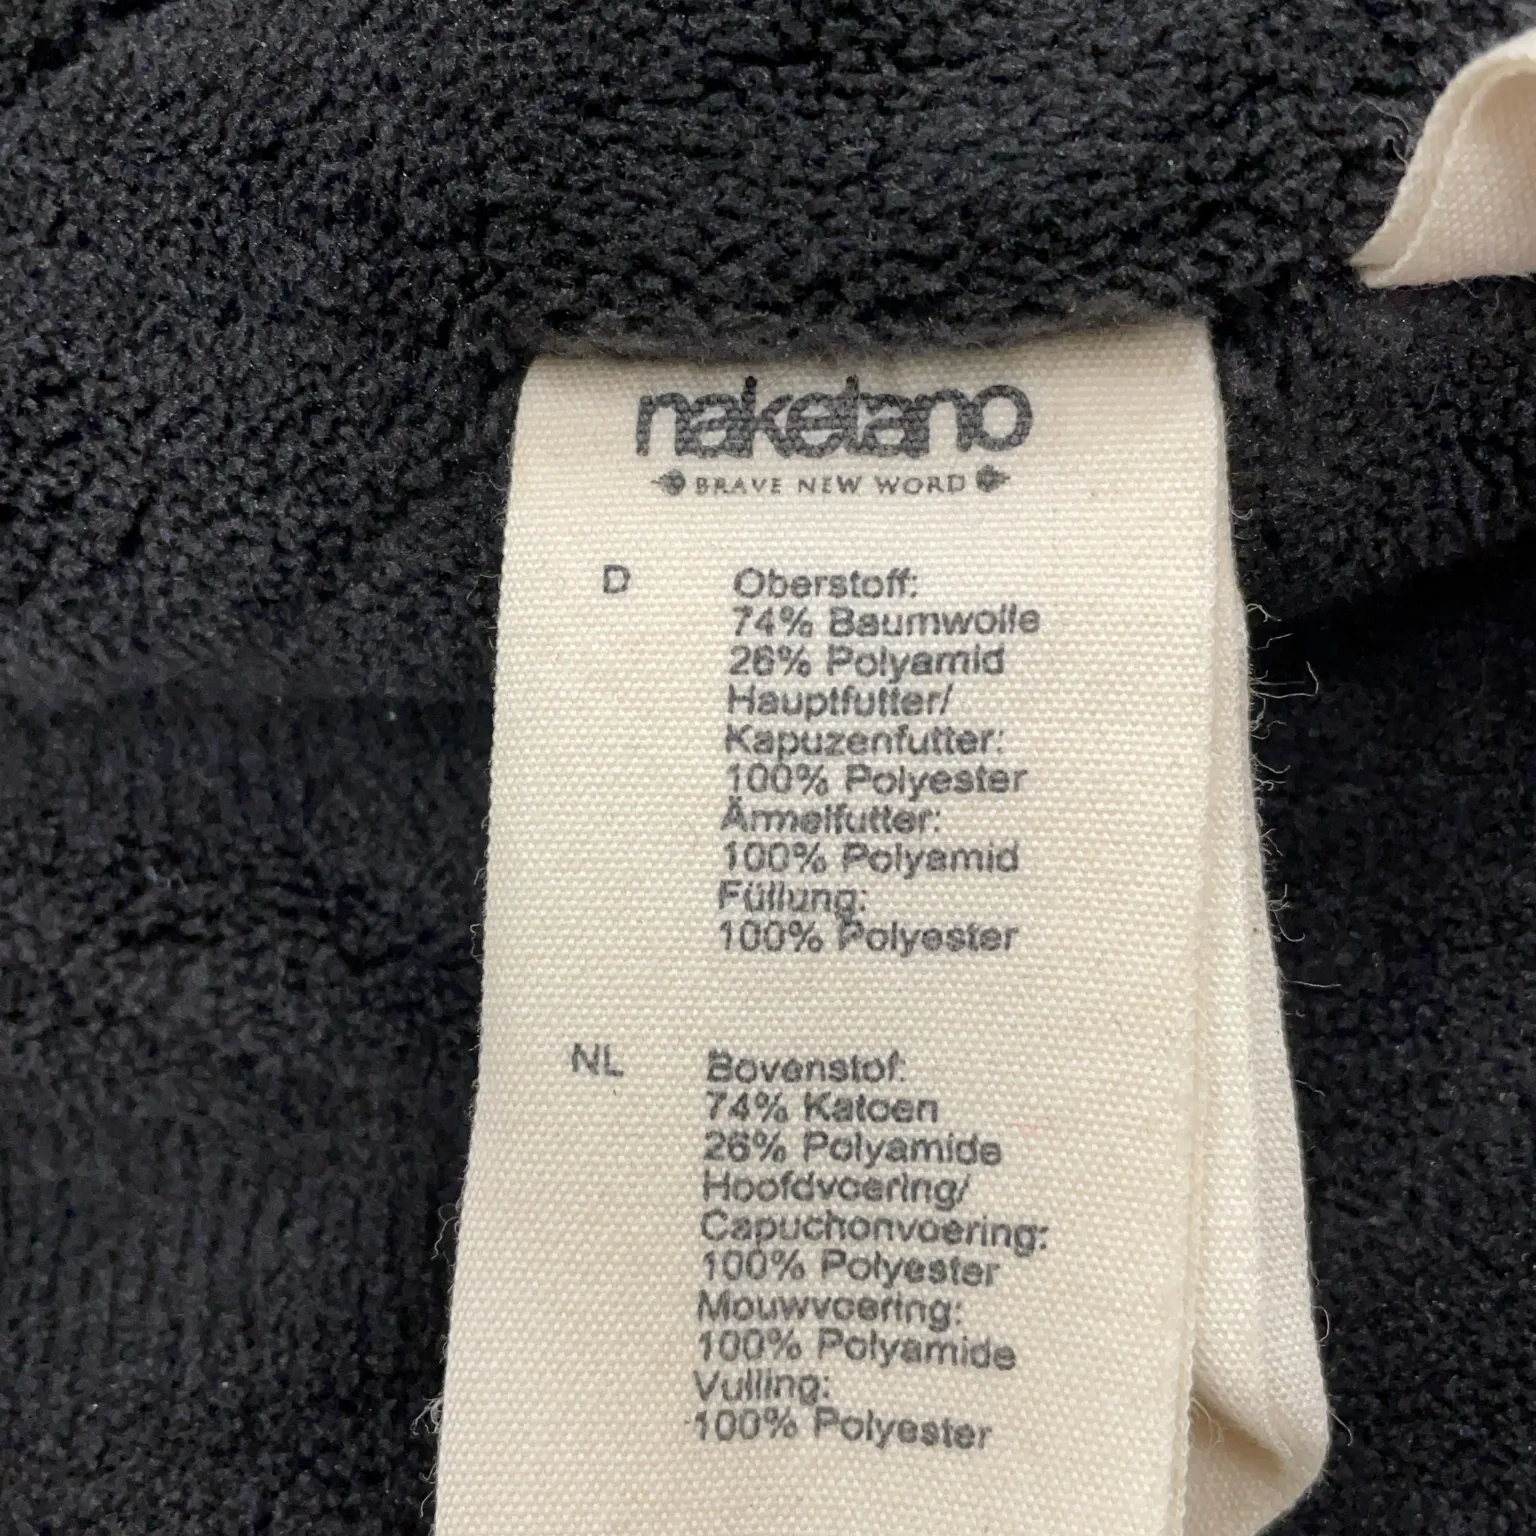 naketano
BRAVE NEW WORD
D
Oberstoff:
74% Baumwolle
26% Polyamid
Hauptfutter/
Kapuzenfutter:
100% Polyester
Ärmelfutter:
100% Polyamid
Füllung:
100% Polyester
NL
Bovenstof:
74% Katoen
26% Polyamide
Hoofdvoering/
Capuchonvoering:
100% Polyester
Mouwvoering:
100% Polyamide
Vulling:
100% Polyester